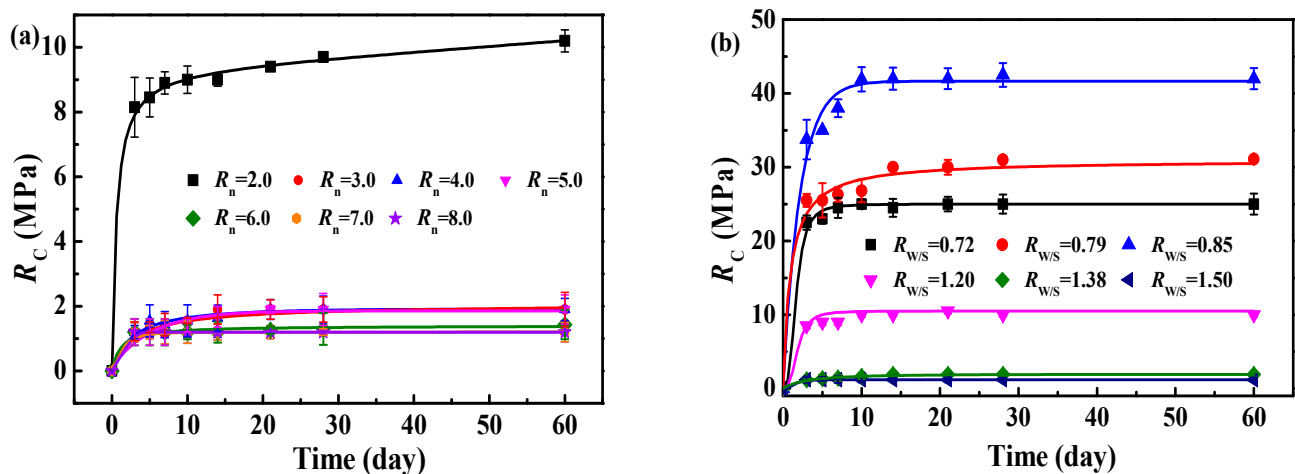 (a)
10
8
6
4
2
0
R_C (MPa)
R_n=2.0 R_n=3.0 R_n=4.0 R_n=5.0
R_n=6.0 R_n=7.0 R_n=8.0
0 10 20 30 40 50 60
Time (day)
(b)
50
40
30
20
10
0
R_C (MPa)
R_W/S=0.72 R_W/S=0.79 R_W/S=0.85
R_W/S=1.20 R_W/S=1.38 R_W/S=1.50
0 10 20 30 40 50 60
Time (day)